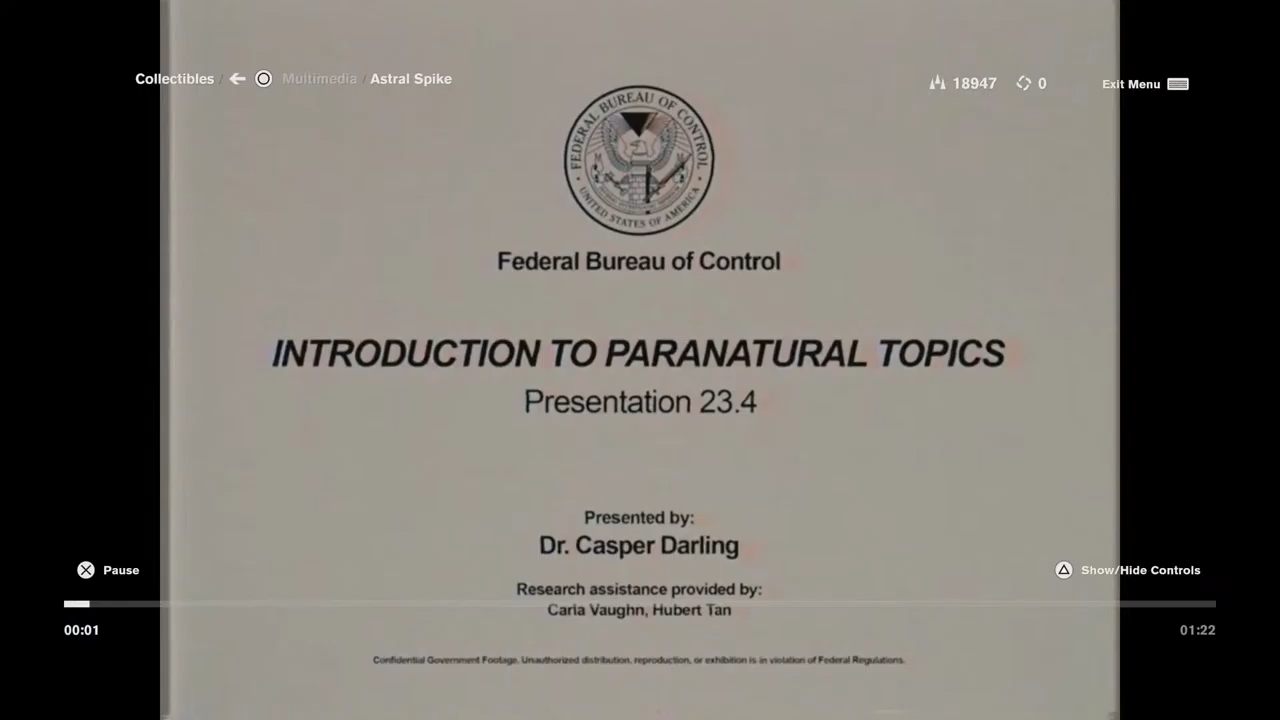 Collectibles / Multimedia / Astral Spike
18947
0
Exit Menu
FEDERAL BUREAU OF CONTROL
UNITED STATES OF AMERICA
Federal Bureau of Control
INTRODUCTION TO PARANATURAL TOPICS
Presentation 23.4
Presented by:
Dr. Casper Darling
Pause
Show/Hide Controls
Research assistance provided by:
Carla Vaughn, Hubert Tan
00:01
01:22
Confidential Government Footage. Unauthorized distribution, reproduction, or exhibition is in violation of Federal Regulations.